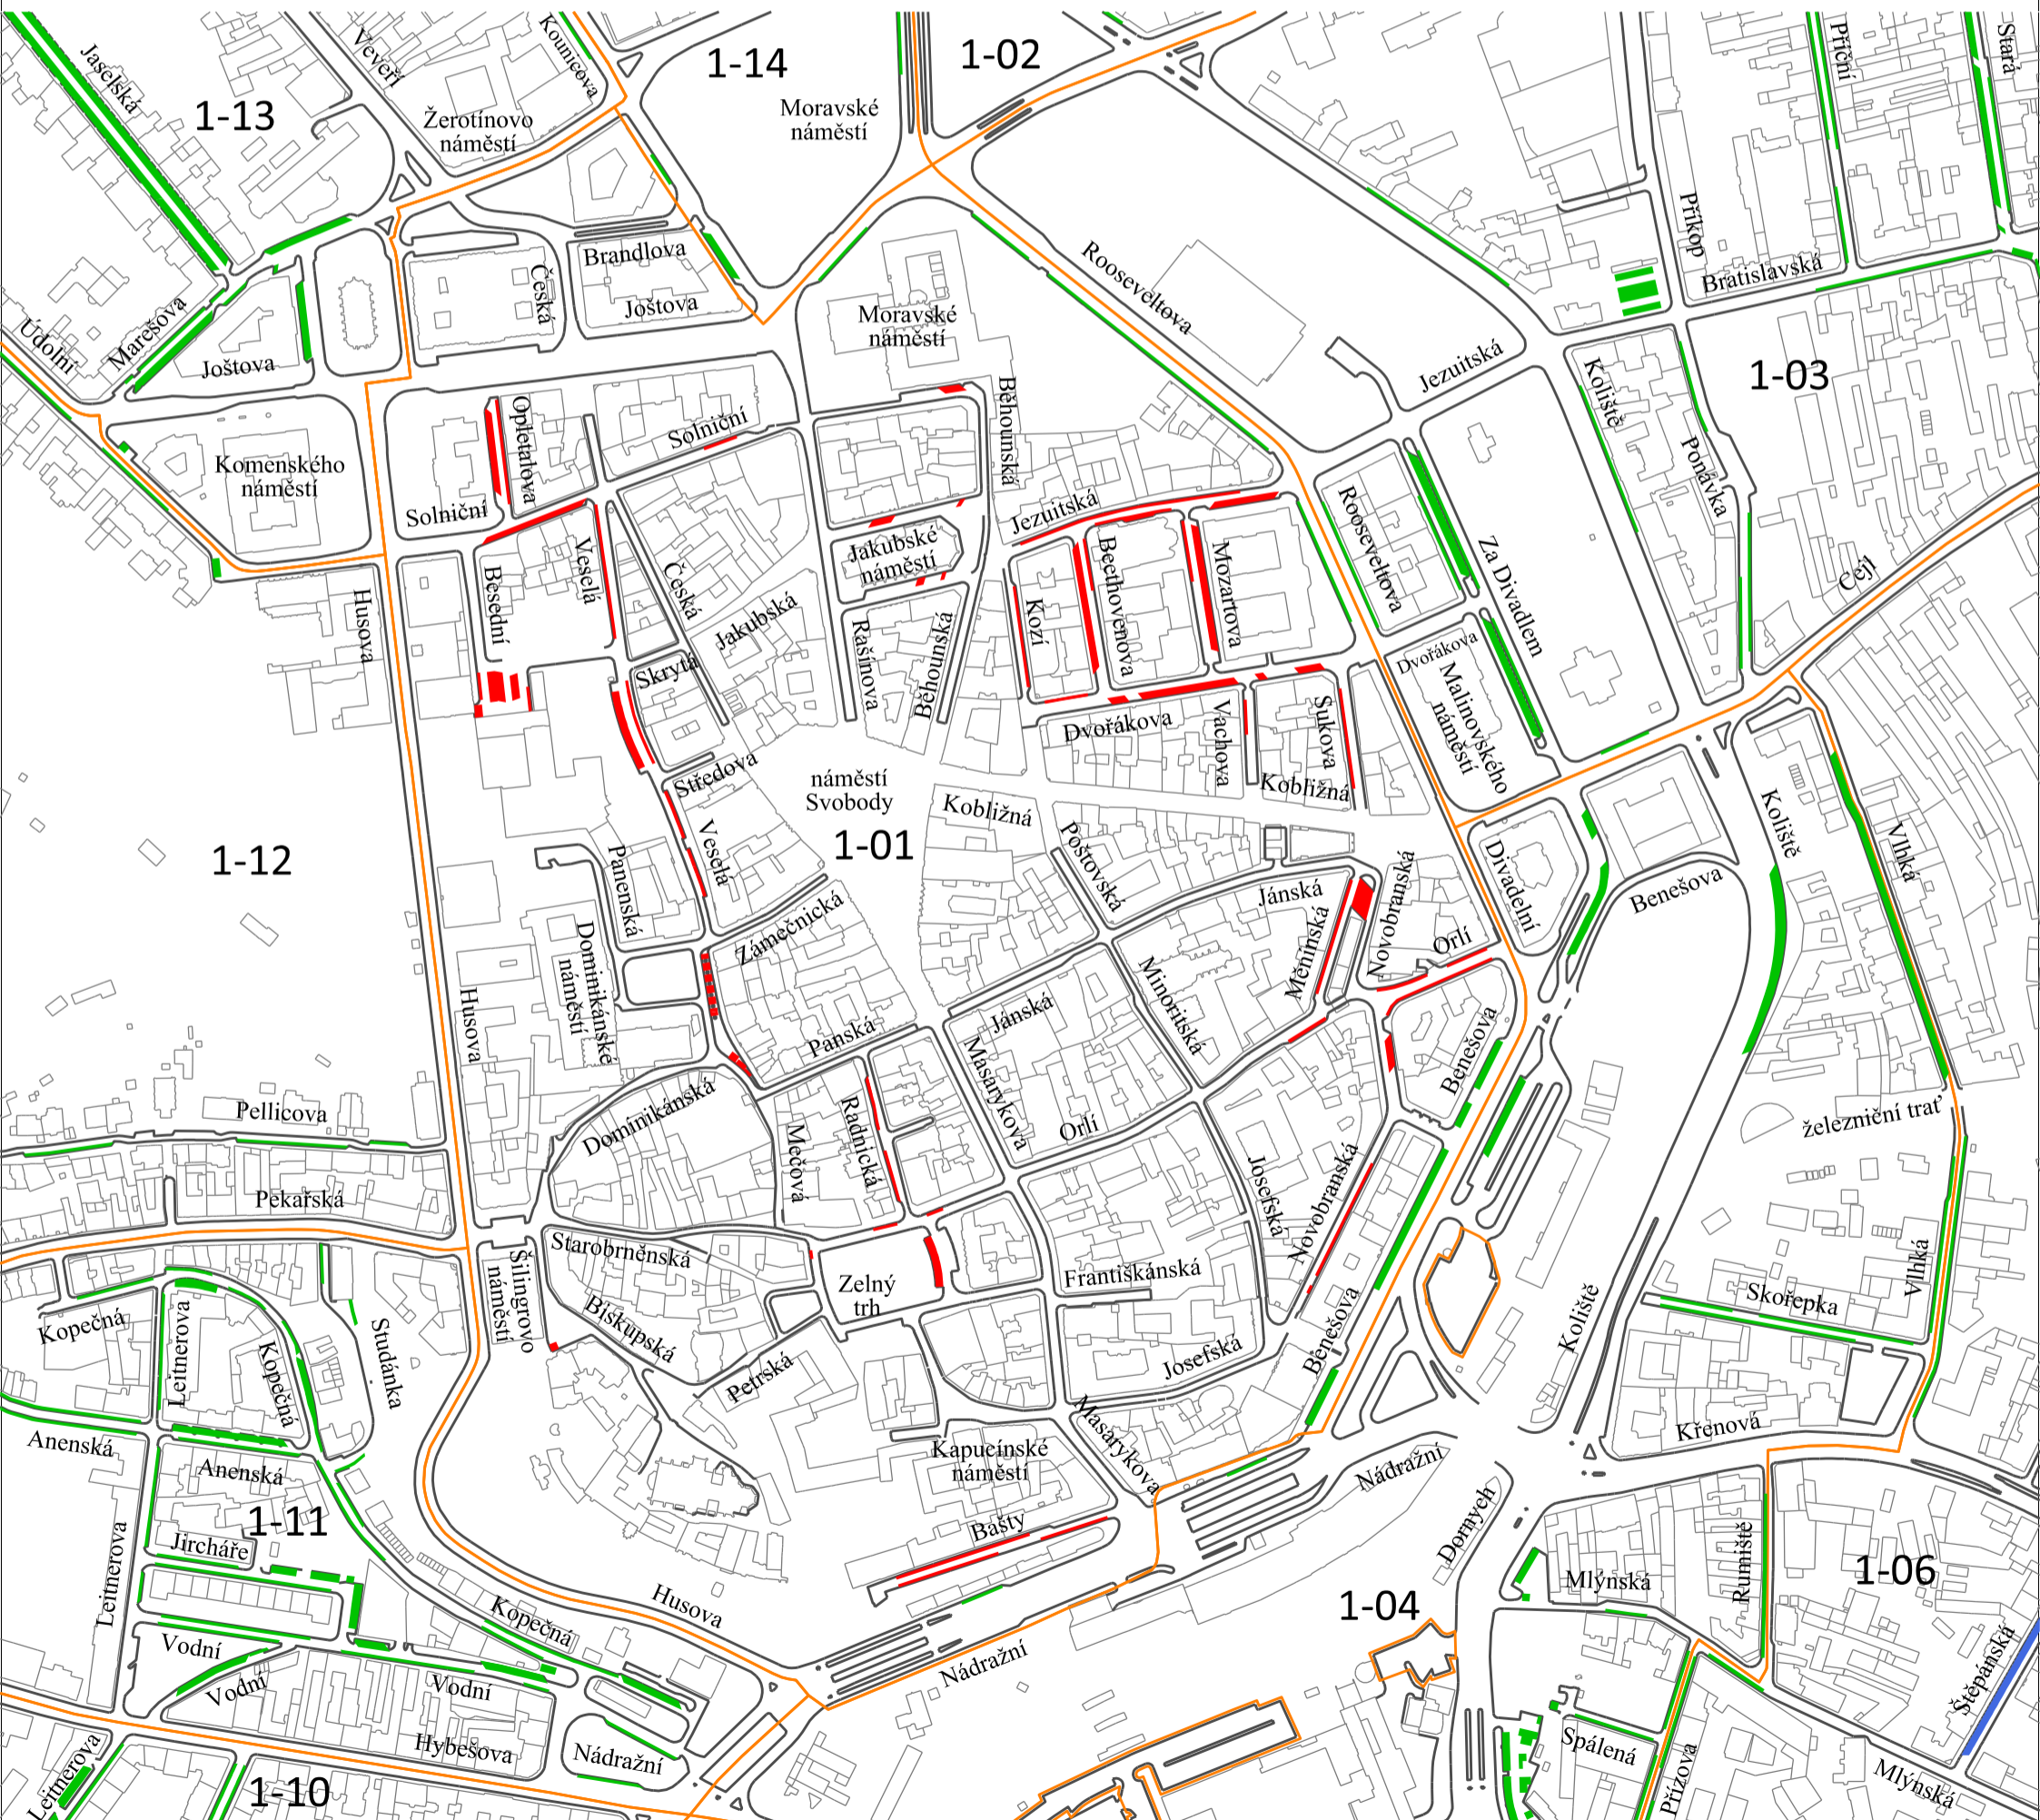 Jaselská
1-13
Veveří
Žerotínovo
náměstí
Kounicova
1-14
Moravské
náměstí
1-02
Příční
Stará
Příkop
Bratislavská
Brandlova
Česká
Joštova
Moravské
náměstí
Rooseveltova
Jezuitská
Koliště
1-03
Ponávka
Údolní
Marešova
Joštova
Komenského
náměstí
Opletalova
Solniční
Solniční
Běhounská
Jezuitská
Rooseveltova
Za Divadlem
Cejl
Husova
Besední
Veselá
Česká
Jakubská
Jakubské
náměstí
Rašínova
Běhounská
Kozí
Beethovenova
Mozartova
Dvořákova
Malinovského
náměstí
Skrytá
Dvořákova
Vachova
Sukova
Kobližná
Středova
náměstí
Svobody
1-01
Kobližná
Poštovská
Veselá
Panenská
1-12
Husova
Dominikánské
náměstí
Zámečnická
Panská
Jánská
Jánská
Minoritská
Měnínská
Novobranská
Orlí
Divadelní
Benešova
Benešova
Koliště
Vlhká
železniční trať
Pellicova
Pekařská
Dominikánská
Mečová
Radnická
Masarykova
Orlí
Josefská
Novobranská
Benešova
Starobrněnská
Šilingrovo
náměstí
Biskupská
Petrská
Zelný
trh
Františkánská
Josefská
Masarykova
Kapucínské
náměstí
Bašty
Nádražní
Koliště
Skořepka
Vlhká
Křenová
Kopečná
Leitnerova
Kopečná
Studánka
Anenská
Anenská
1-11
Jircháře
Leitnerova
Vodní
Vodní
Vodní
Kopečná
Husova
Nádražní
Hybešova
Nádražní
Leitnerova
1-10
Dornych
1-04
Mlýnská
Rumiště
1-06
Štěpánská
Spálená
Přízova
Mlýnská